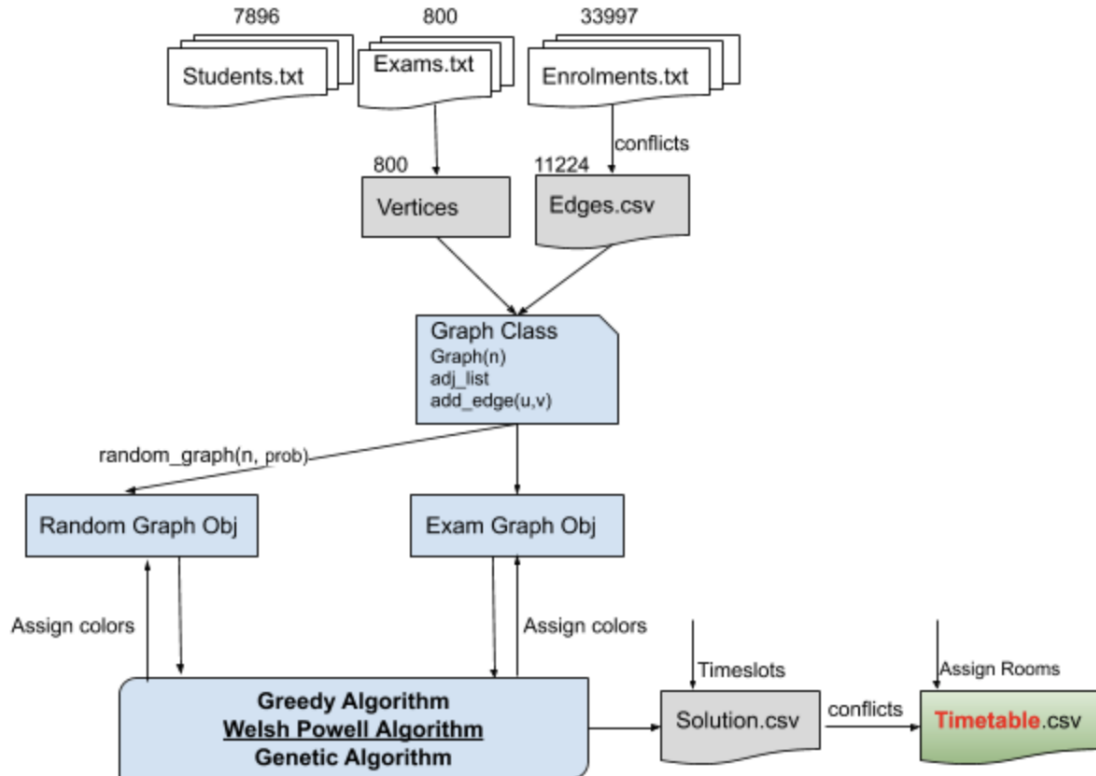 7896
800
33997
Students.txt
Exams.txt
Enrolments.txt
conflicts
800
11224
Vertices
Edges.csv
Graph Class
Graph(n)
adj_list
add_edge(u,v)
random_graph(n, prob)
Random Graph Obj
Exam Graph Obj
Assign colors
Assign colors
Timeslots
Assign Rooms
Greedy Algorithm
Welsh Powell Algorithm
Genetic Algorithm
Solution.csv
conflicts
Timetable.csv